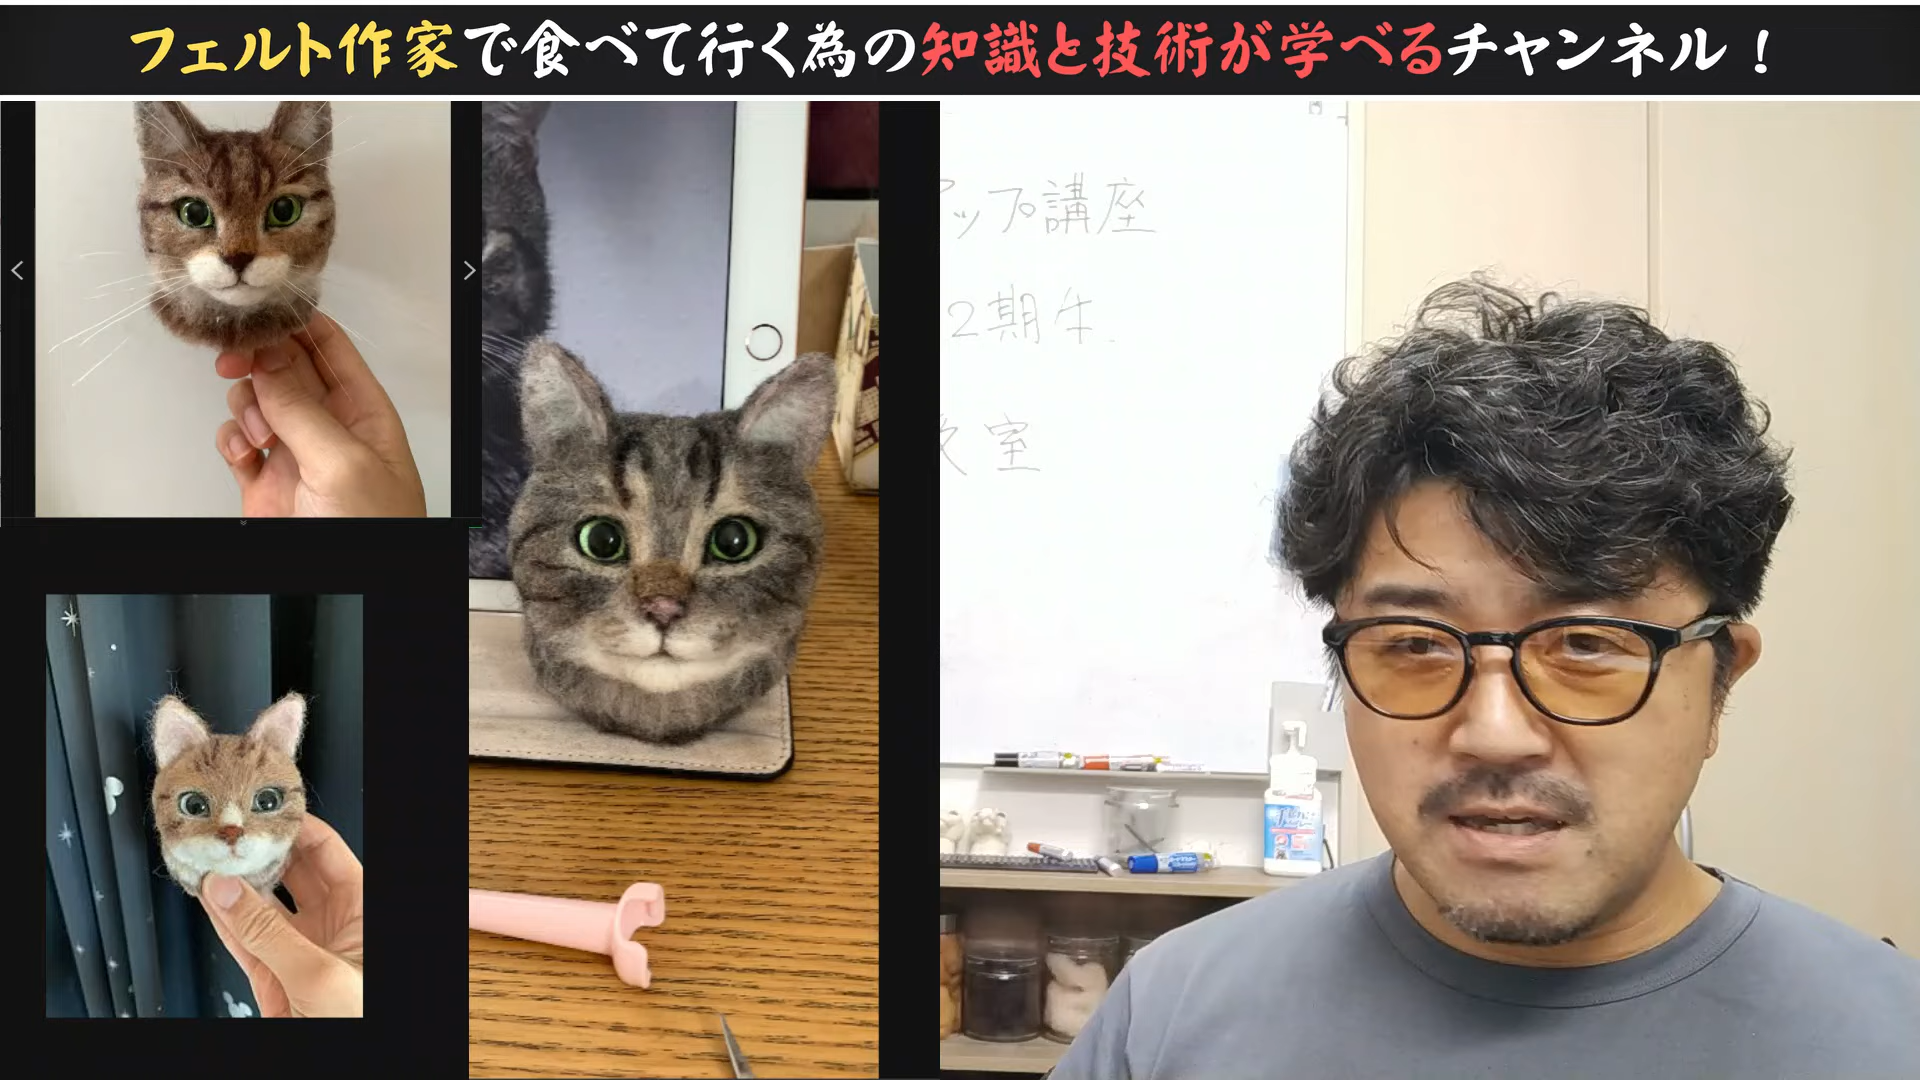 フェルト作家で食べて行く為の知識と技術が学べるチャンネル！
アップ講座
2期生
室